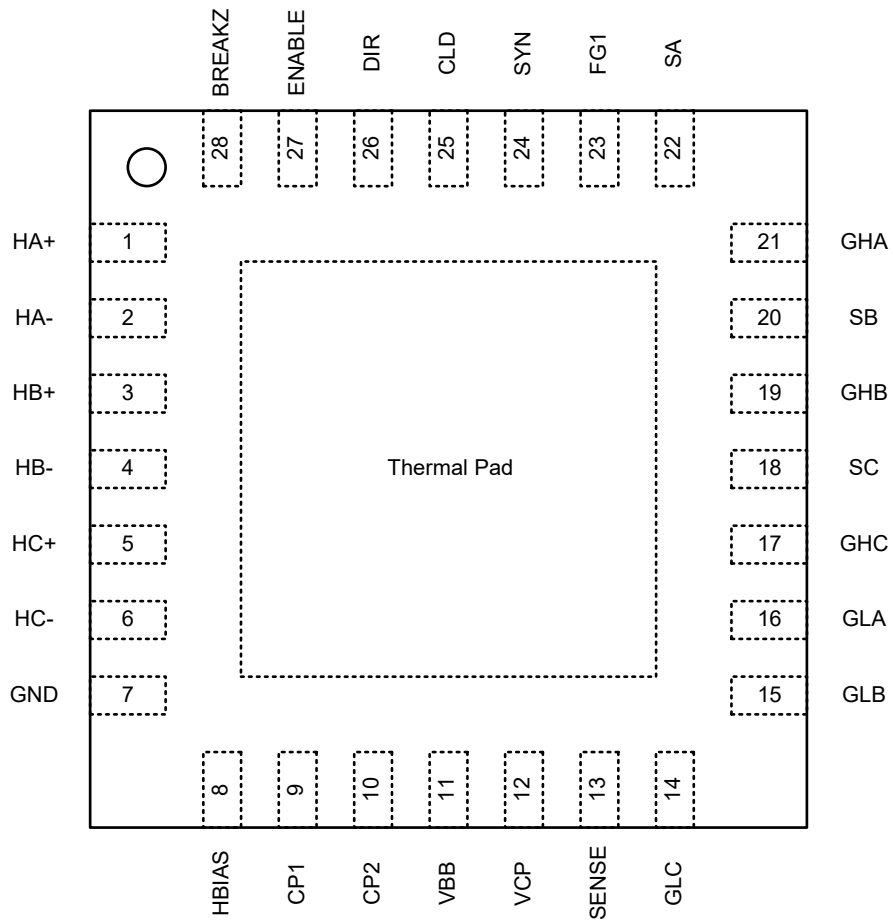 BREAKZ
ENABLE
DIR
CLD
SYN
FG1
SA
28
27
26
25
24
23
22
HA+ 1
21 GHA
HA- 2
20 SB
HB+ 3
19 GHB
HB- 4
Thermal Pad
18 SC
HC+ 5
17 GHC
HC- 6
16 GLA
GND 7
15 GLB
8
9
10
11
12
13
14
HBIAS
CP1
CP2
VBB
VCP
SENSE
GLC